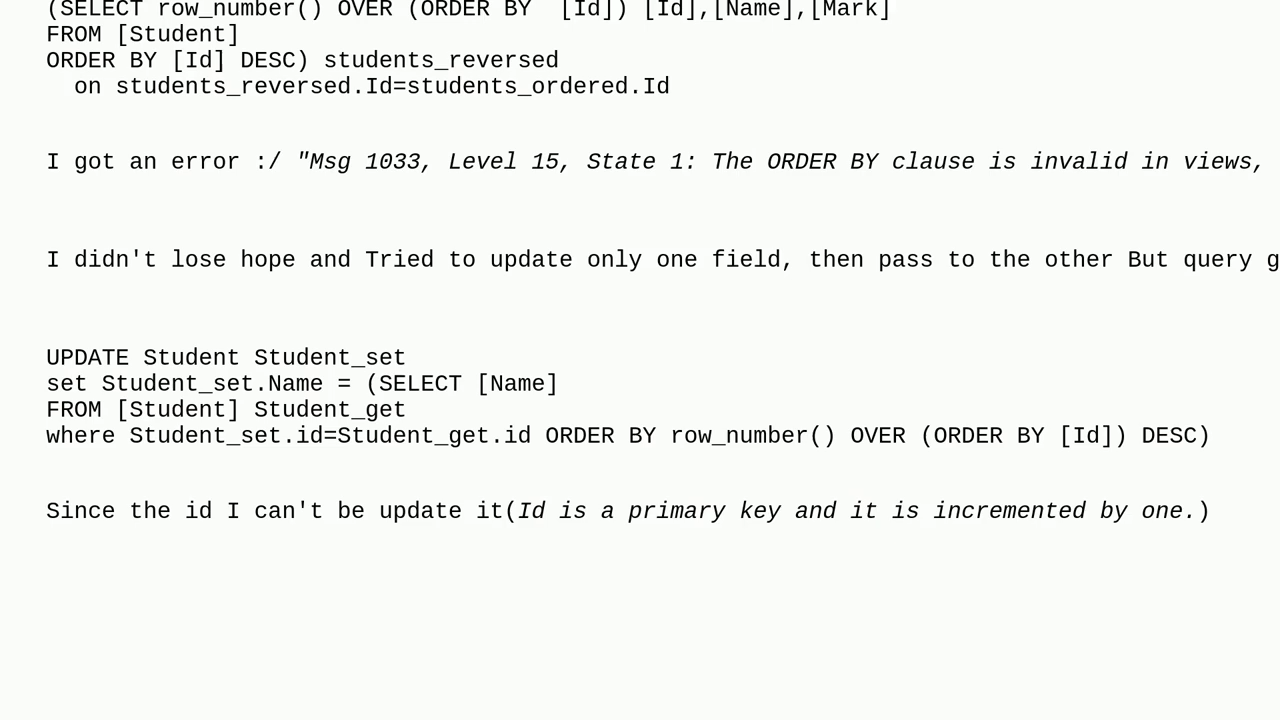 (SELECT row_number() OVER (ORDER BY  [Id]) [Id],[Name],[Mark]
FROM [Student]
ORDER BY [Id] DESC) students_reversed
  on students_reversed.Id=students_ordered.Id
I got an error :/ "Msg 1033, Level 15, State 1: The ORDER BY clause is invalid in views,
I didn't lose hope and Tried to update only one field, then pass to the other But query g
UPDATE Student Student_set
set Student_set.Name = (SELECT [Name]
FROM [Student] Student_get
where Student_set.id=Student_get.id ORDER BY row_number() OVER (ORDER BY [Id]) DESC)
Since the id I can't be update it(Id is a primary key and it is incremented by one.)